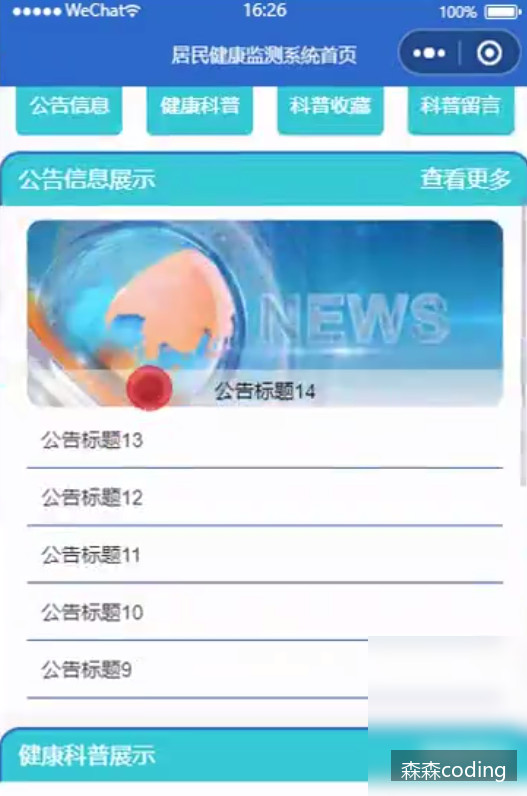 WeChat 16:26 100%
居民健康监测系统首页
公告信息 健康科普 科普收藏 科普留言
公告信息展示 查看更多
NEWS
公告标题14
公告标题13
公告标题12
公告标题11
公告标题10
公告标题9
健康科普展示
森森coding